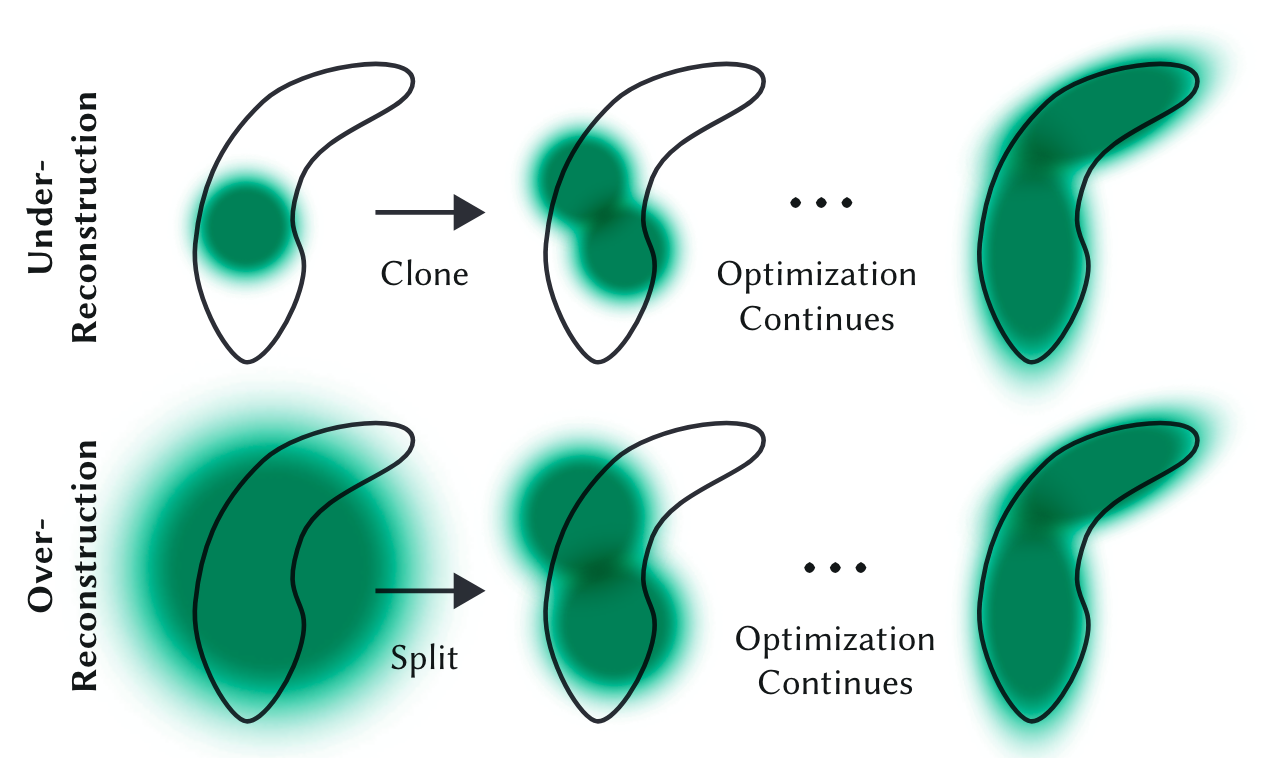 Under-
Reconstruction
Clone
Optimization
Continues
Over-
Reconstruction
Split
Optimization
Continues